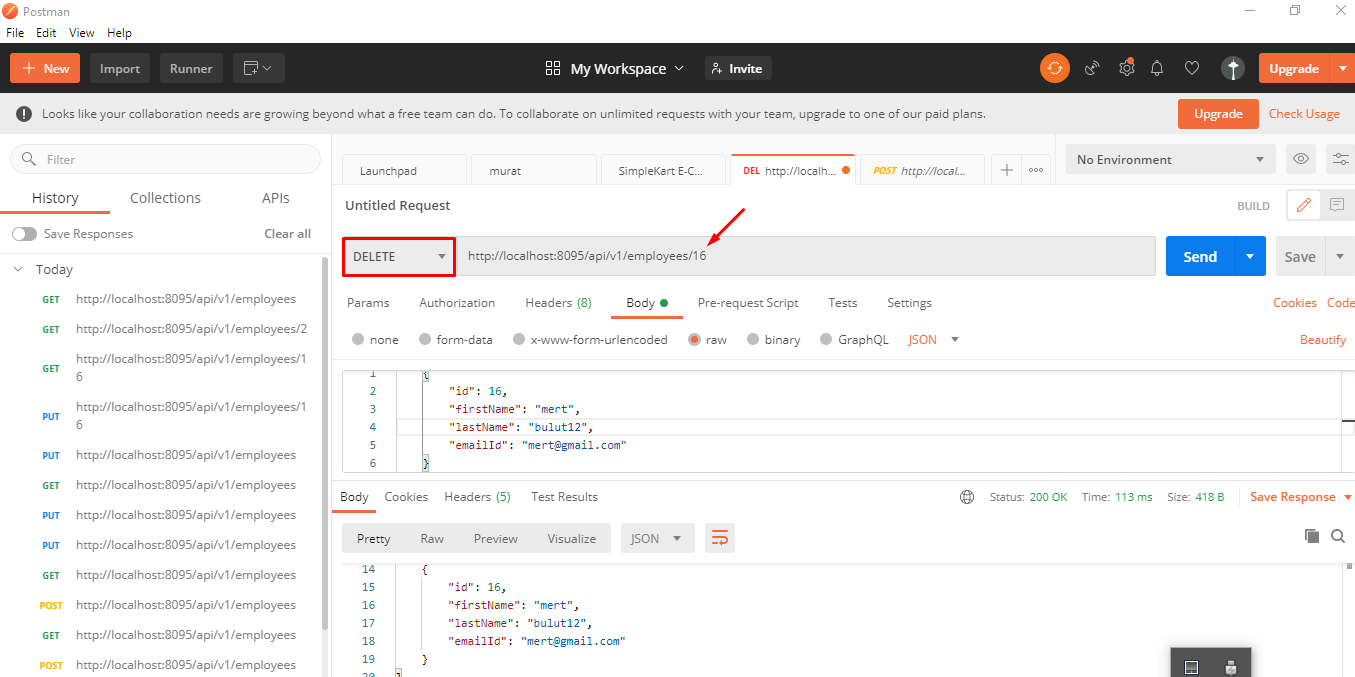 Postman
File Edit View Help
New Import Runner My Workspace Invite Upgrade
Looks like your collaboration needs are growing beyond what a free team can do. To collaborate on unlimited requests with your team, upgrade to one of our paid plans. Upgrade Check Usage
Filter
History Collections APIs
Save Responses Clear all
Today
GET http://localhost:8095/api/v1/employees
GET http://localhost:8095/api/v1/employees/2
GET http://localhost:8095/api/v1/employees/1
6
PUT http://localhost:8095/api/v1/employees/1
6
PUT http://localhost:8095/api/v1/employees
GET http://localhost:8095/api/v1/employees
PUT http://localhost:8095/api/v1/employees
PUT http://localhost:8095/api/v1/employees
GET http://localhost:8095/api/v1/employees
POST http://localhost:8095/api/v1/employees
GET http://localhost:8095/api/v1/employees
POST http://localhost:8095/api/v1/employees
Launchpad murat SimpleKart E-C... DEL http://localh... POST http://local... No Environment
Untitled Request BUILD
DELETE http://localhost:8095/api/v1/employees/16 Send Save
Params Authorization Headers (8) Body Pre-request Script Tests Settings Cookies Code
none form-data x-www-form-urlencoded raw binary GraphQL JSON Beautify
1 {
2 "id": 16,
3 "firstName": "mert",
4 "lastName": "bulut12",
5 "emailId": "mert@gmail.com"
6 }
Body Cookies Headers (5) Test Results Status: 200 OK Time: 113 ms Size: 418 B Save Response
Pretty Raw Preview Visualize JSON
14 {
15 "id": 16,
16 "firstName": "mert",
17 "lastName": "bulut12",
18 "emailId": "mert@gmail.com"
19 }
20 ]